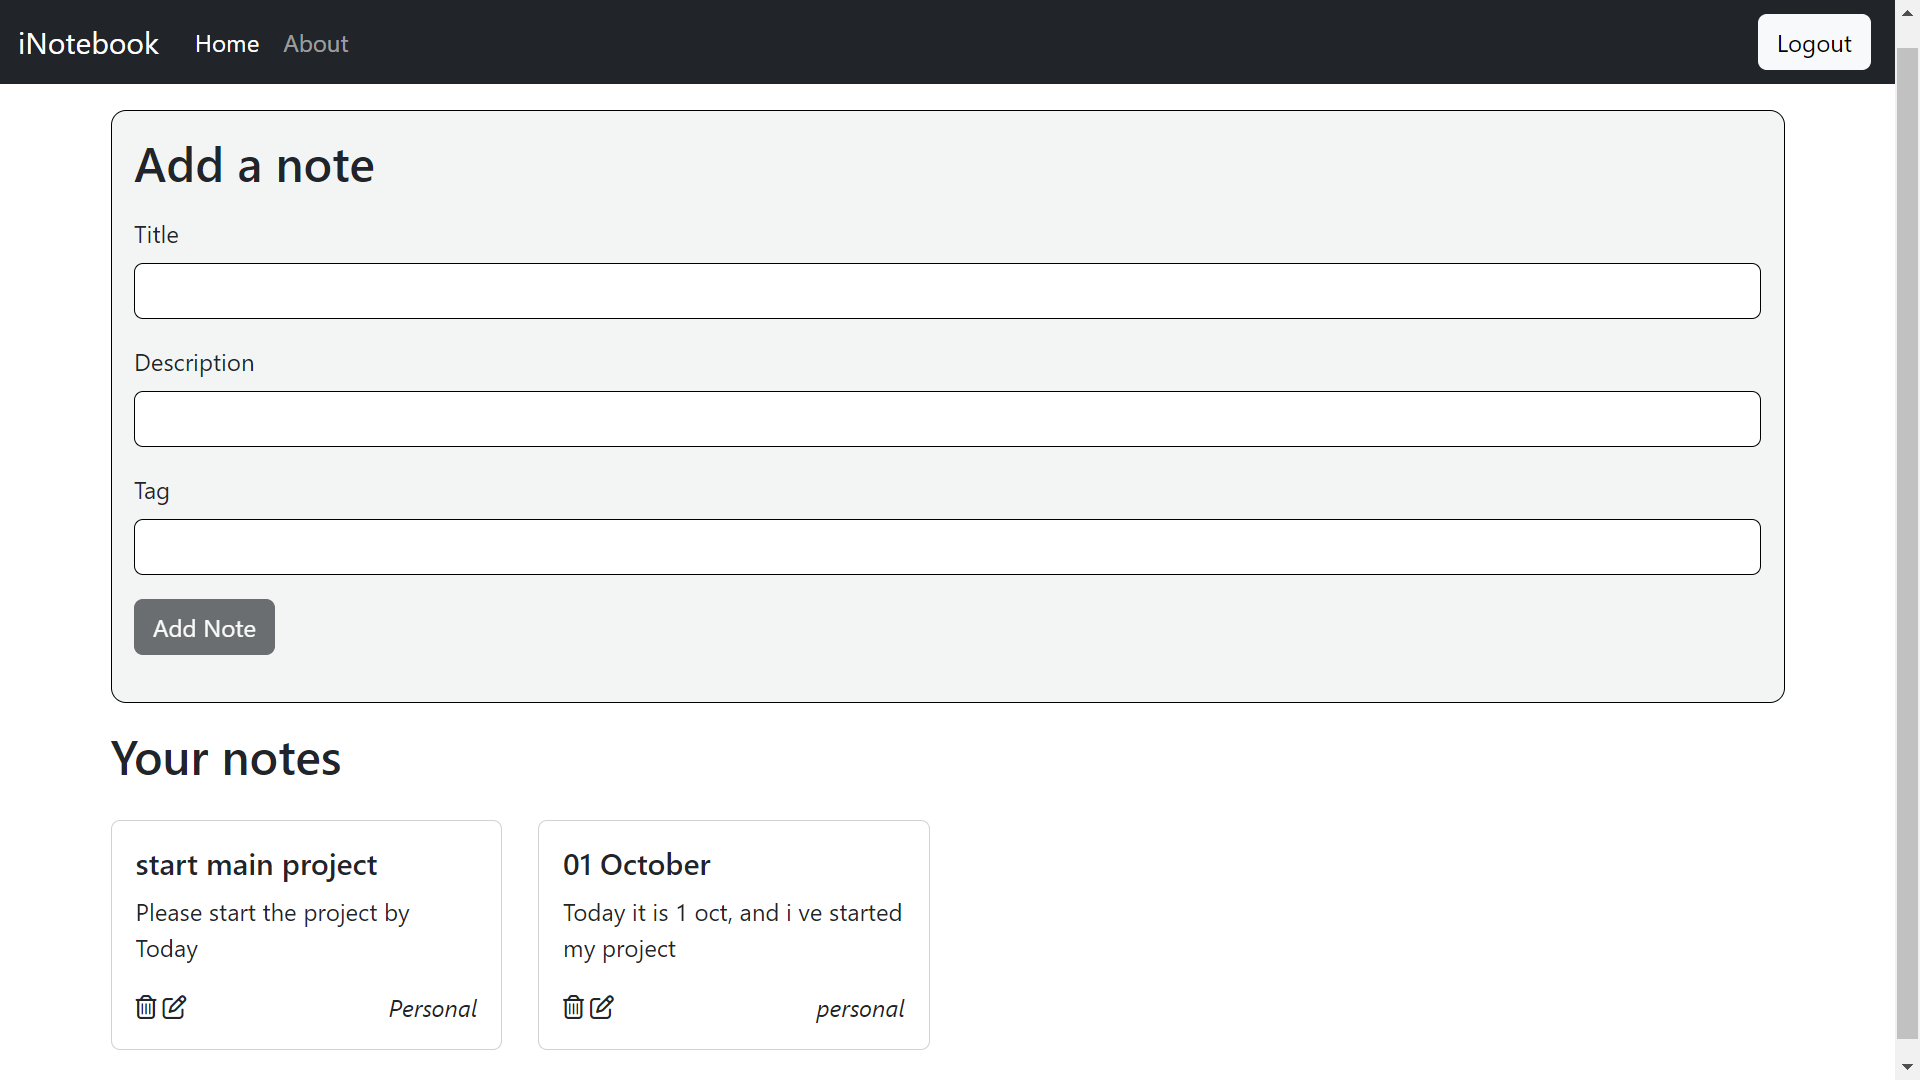 iNotebook Home About Logout
Add a note
Title
Description
Tag
Add Note
Your notes
start main project
Please start the project by
Today
Personal
01 October
Today it is 1 oct, and i ve started
my project
personal